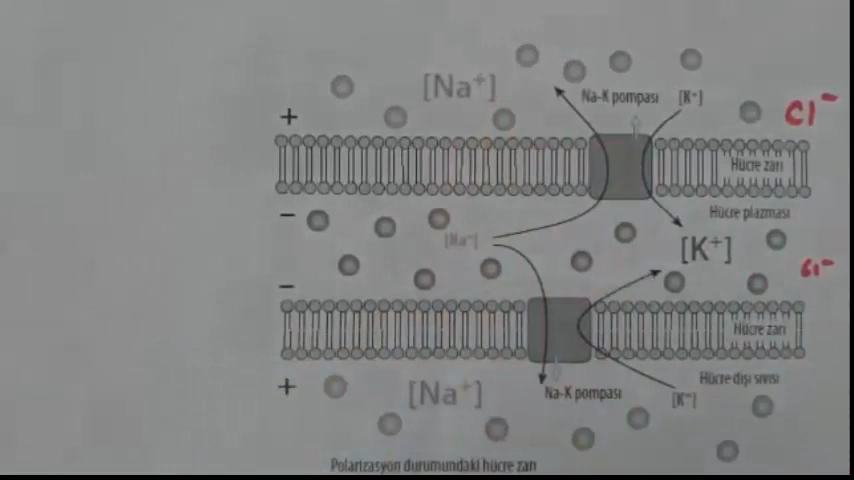 [Na⁺]
Na-K pompası
[K⁺]
Cl⁻
+
Hücre zarı
−
Hücre plazması
[Na⁺]
[K⁺]
Cl⁻
−
Hücre zarı
+
[Na⁺]
Na-K pompası
Hücre dışı sıvısı
[K⁺]
Polarizasyon durumundaki hücre zarı